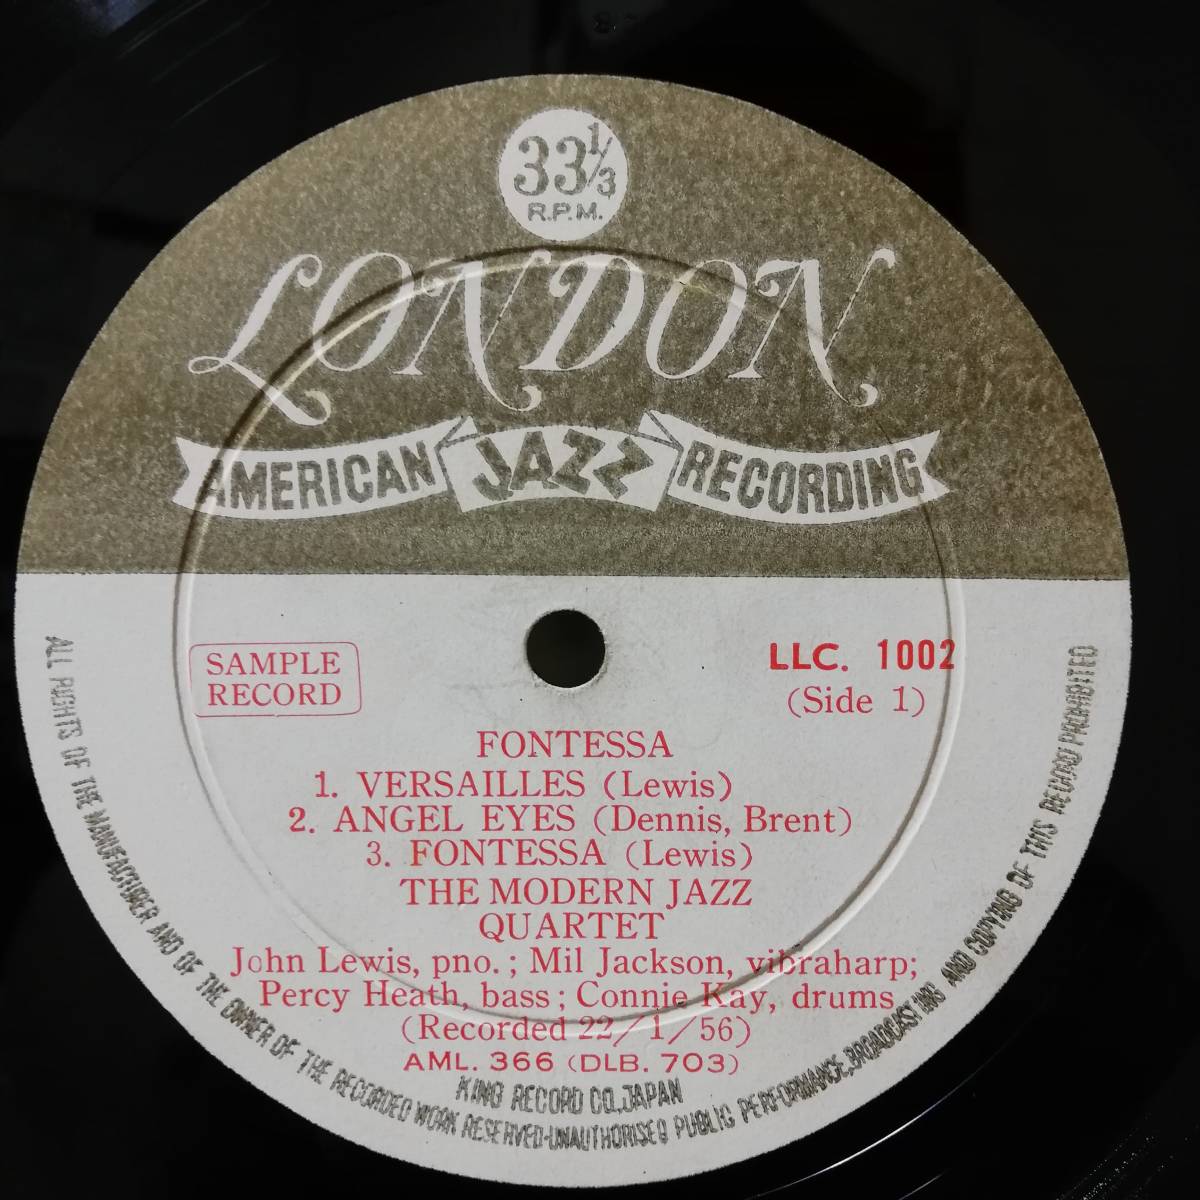 33⅓
R.P.M.
LONDON
AMERICAN JAZZ RECORDING
SAMPLE
RECORD
LLC. 1002
(Side 1)
FONTESSA
1. VERSAILLES (Lewis)
2. ANGEL EYES (Dennis, Brent)
3. FONTESSA (Lewis)
THE MODERN JAZZ
QUARTET
John Lewis, pno.; Mil Jackson, vibraharp;
Percy Heath, bass; Connie Kay, drums
(Recorded 22/1/56)
AML. 366 (DLB. 703)
KING RECORD CO., JAPAN
ALL RIGHTS OF THE MANUFACTURER AND OF THE OWNER OF THE RECORDED WORK RESERVED-UNAUTHORISED PUBLIC PERFORMANCE, BROADCASTING AND COPYING OF THIS RECORD PROHIBITED